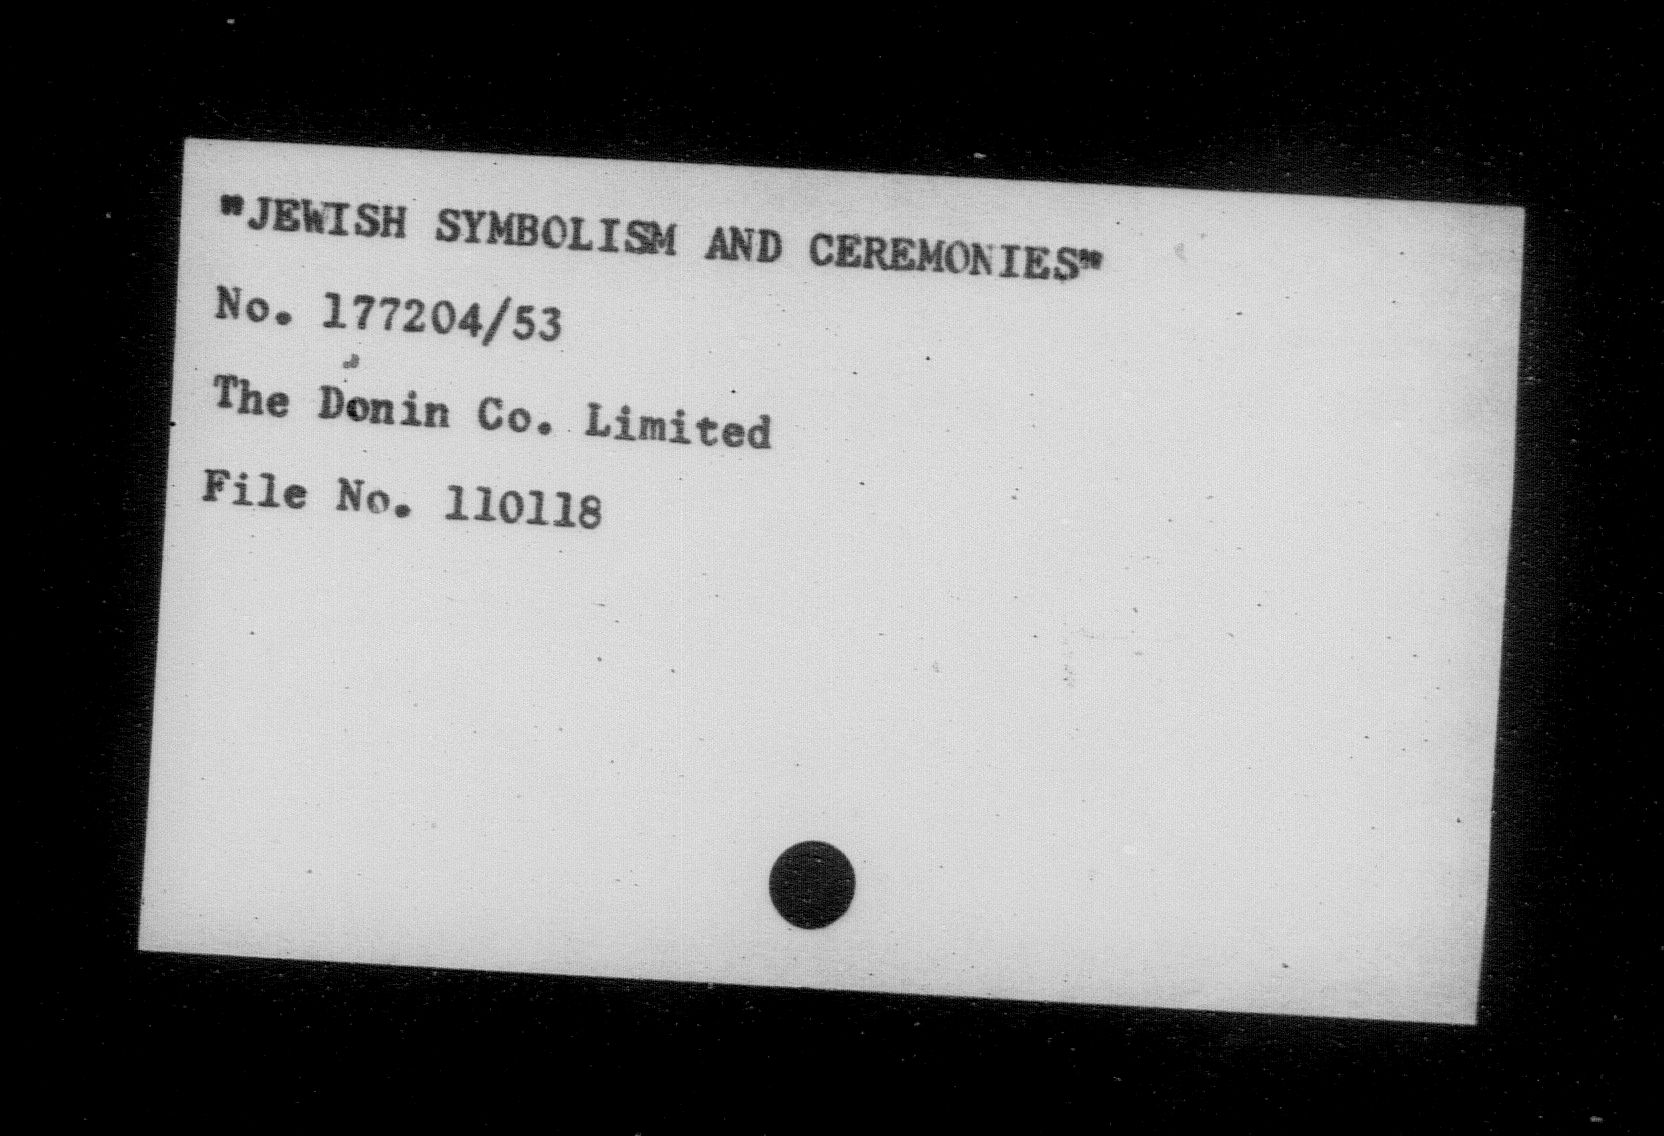 "JEWISH SYMBOLISM AND CEREMONIES"
No. 177204/53
The Donin Co. Limited
File No. 110118